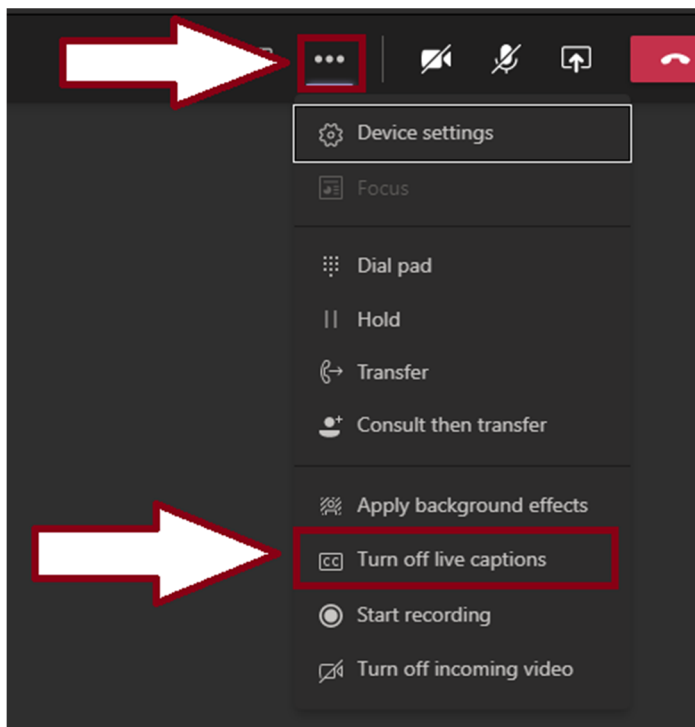 Device settings
Focus
Dial pad
Hold
Transfer
Consult then transfer
Apply background effects
CC Turn off live captions
Start recording
Turn off incoming video